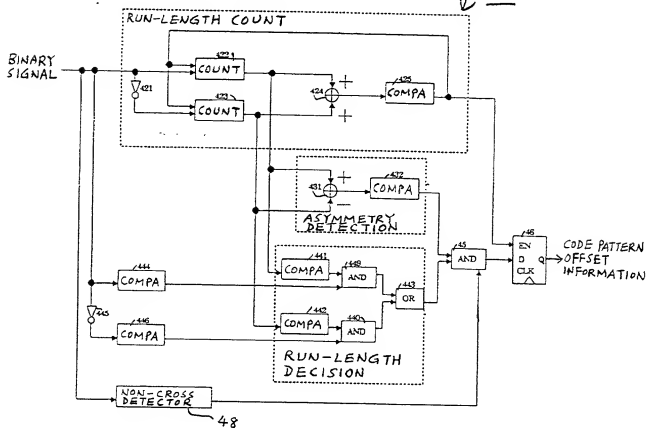 RUN-LENGTH COUNT
BINARY
SIGNAL
422
COUNT
421
423
COUNT
+
424
+
425
COMPA
+
431
−
432
COMPA
ASYMMETRY
DETECTION
441
COMPA
449
AND
443
OR
442
COMPA
440
AND
RUN-LENGTH
DECISION
444
COMPA
445
446
COMPA
45
AND
46
EN
D Q
CLK
CODE PATTERN
OFFSET
INFORMATION
NON-CROSS
DETECTOR
48